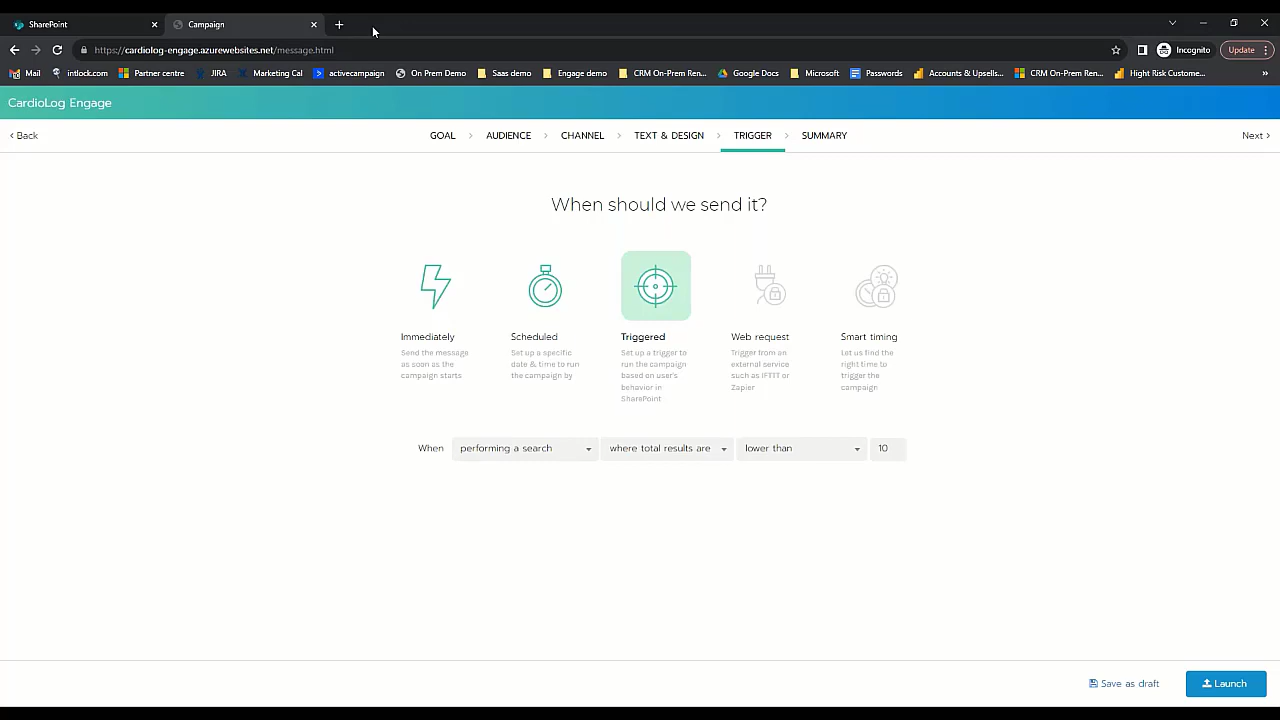 SharePoint
Campaign
https://cardiolog-engage.azurewebsites.net/message.html
Incognito
Update
Mail
intlock.com
Partner centre
JIRA
Marketing Cal
activecampaign
On Prem Demo
Saas demo
Engage demo
CRM On-Prem Ren...
Google Docs
Microsoft
Passwords
Accounts & Upsells...
CRM On-Prem Ren...
Hight Risk Custome...
»
CardioLog Engage
‹ Back
GOAL › AUDIENCE › CHANNEL › TEXT & DESIGN › TRIGGER › SUMMARY
Next ›
When should we send it?
Immediately
Send the message
as soon as the
campaign starts
Scheduled
Set up a specific
date & time to run
the campaign by
Triggered
Set up a trigger to
run the campaign
based on user's
behavior in
SharePoint
Web request
Trigger from an
external service
such as IFTTT or
Zapier
Smart timing
Let us find the
right time to
trigger the
campaign
When performing a search where total results are lower than 10
Save as draft
Launch